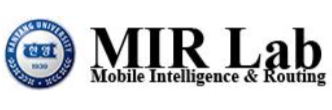 HANYANG UNIVERSITY
한양
1939
MIR Lab
Mobile Intelligence & Routing